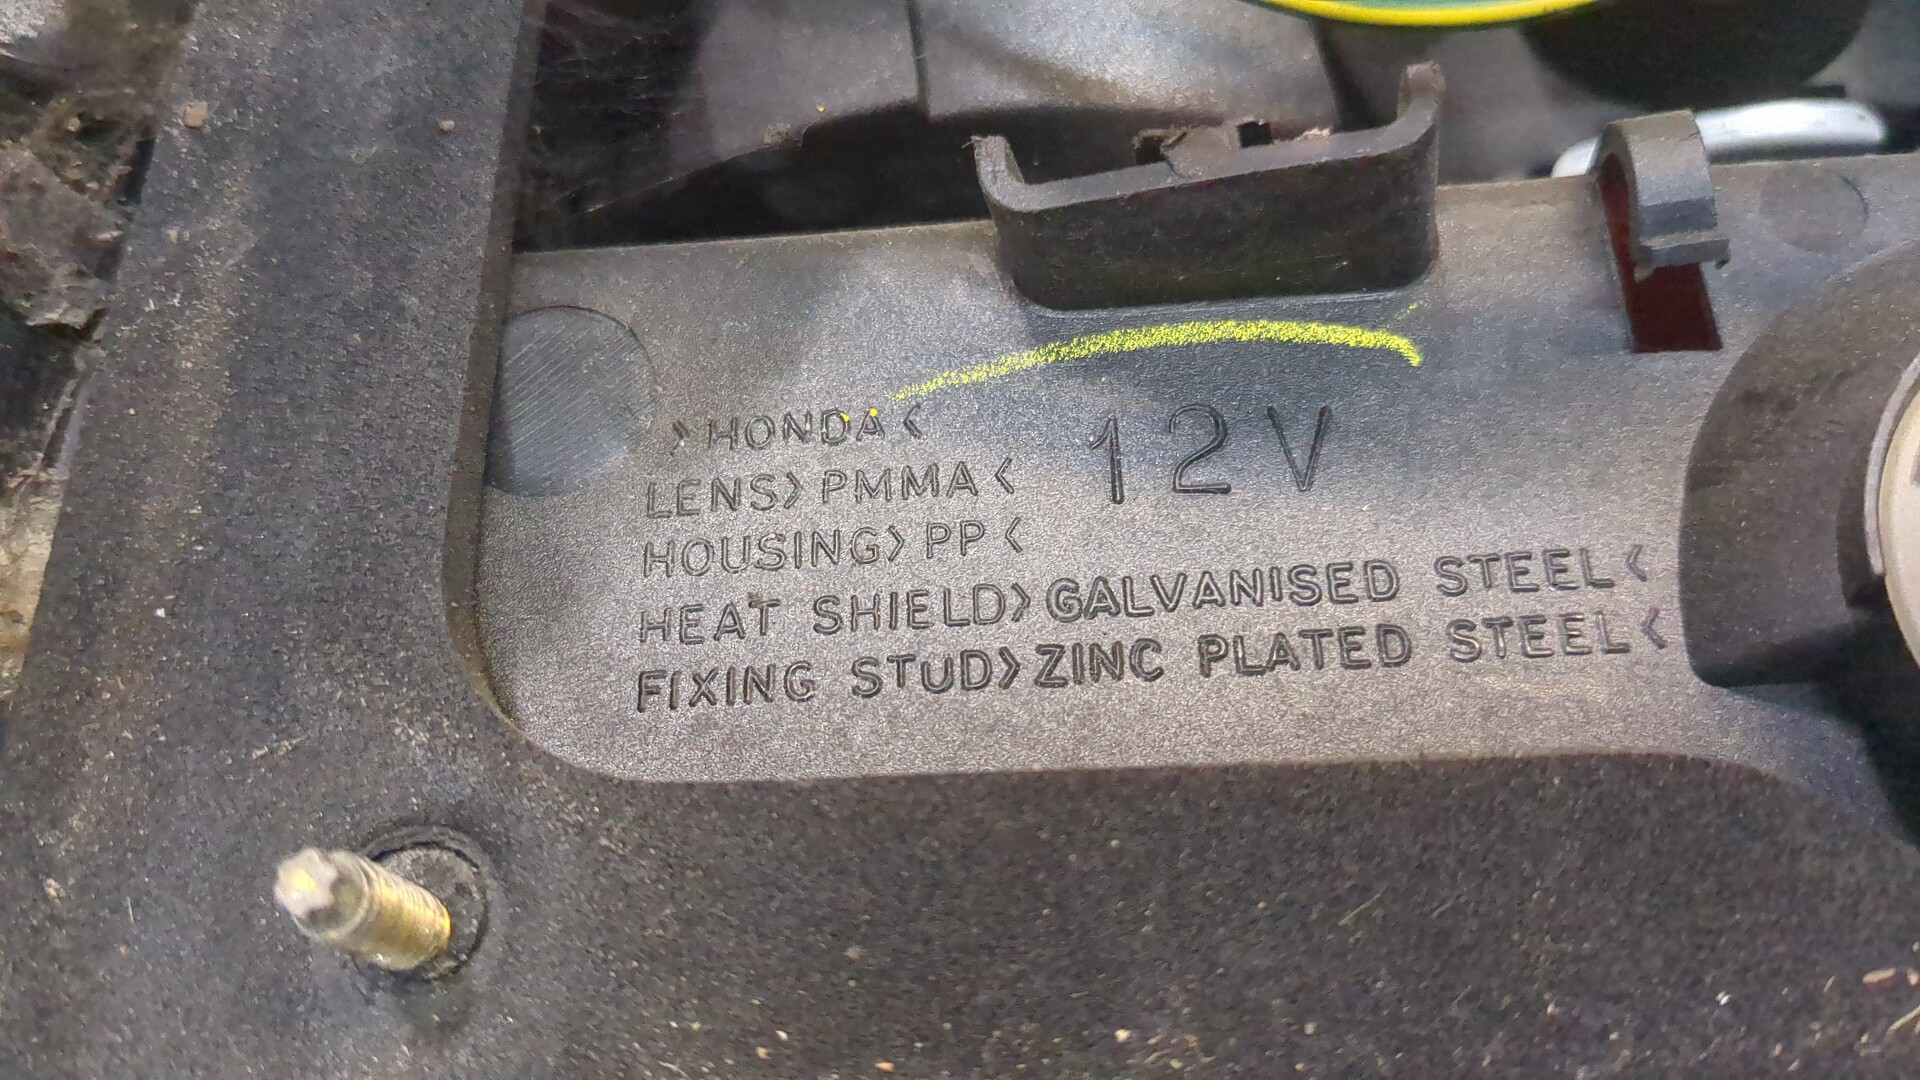 >HONDA<
LENS>PMMA< 12V
HOUSING>PP<
HEAT SHIELD>GALVANISED STEEL<
FIXING STUD>ZINC PLATED STEEL<